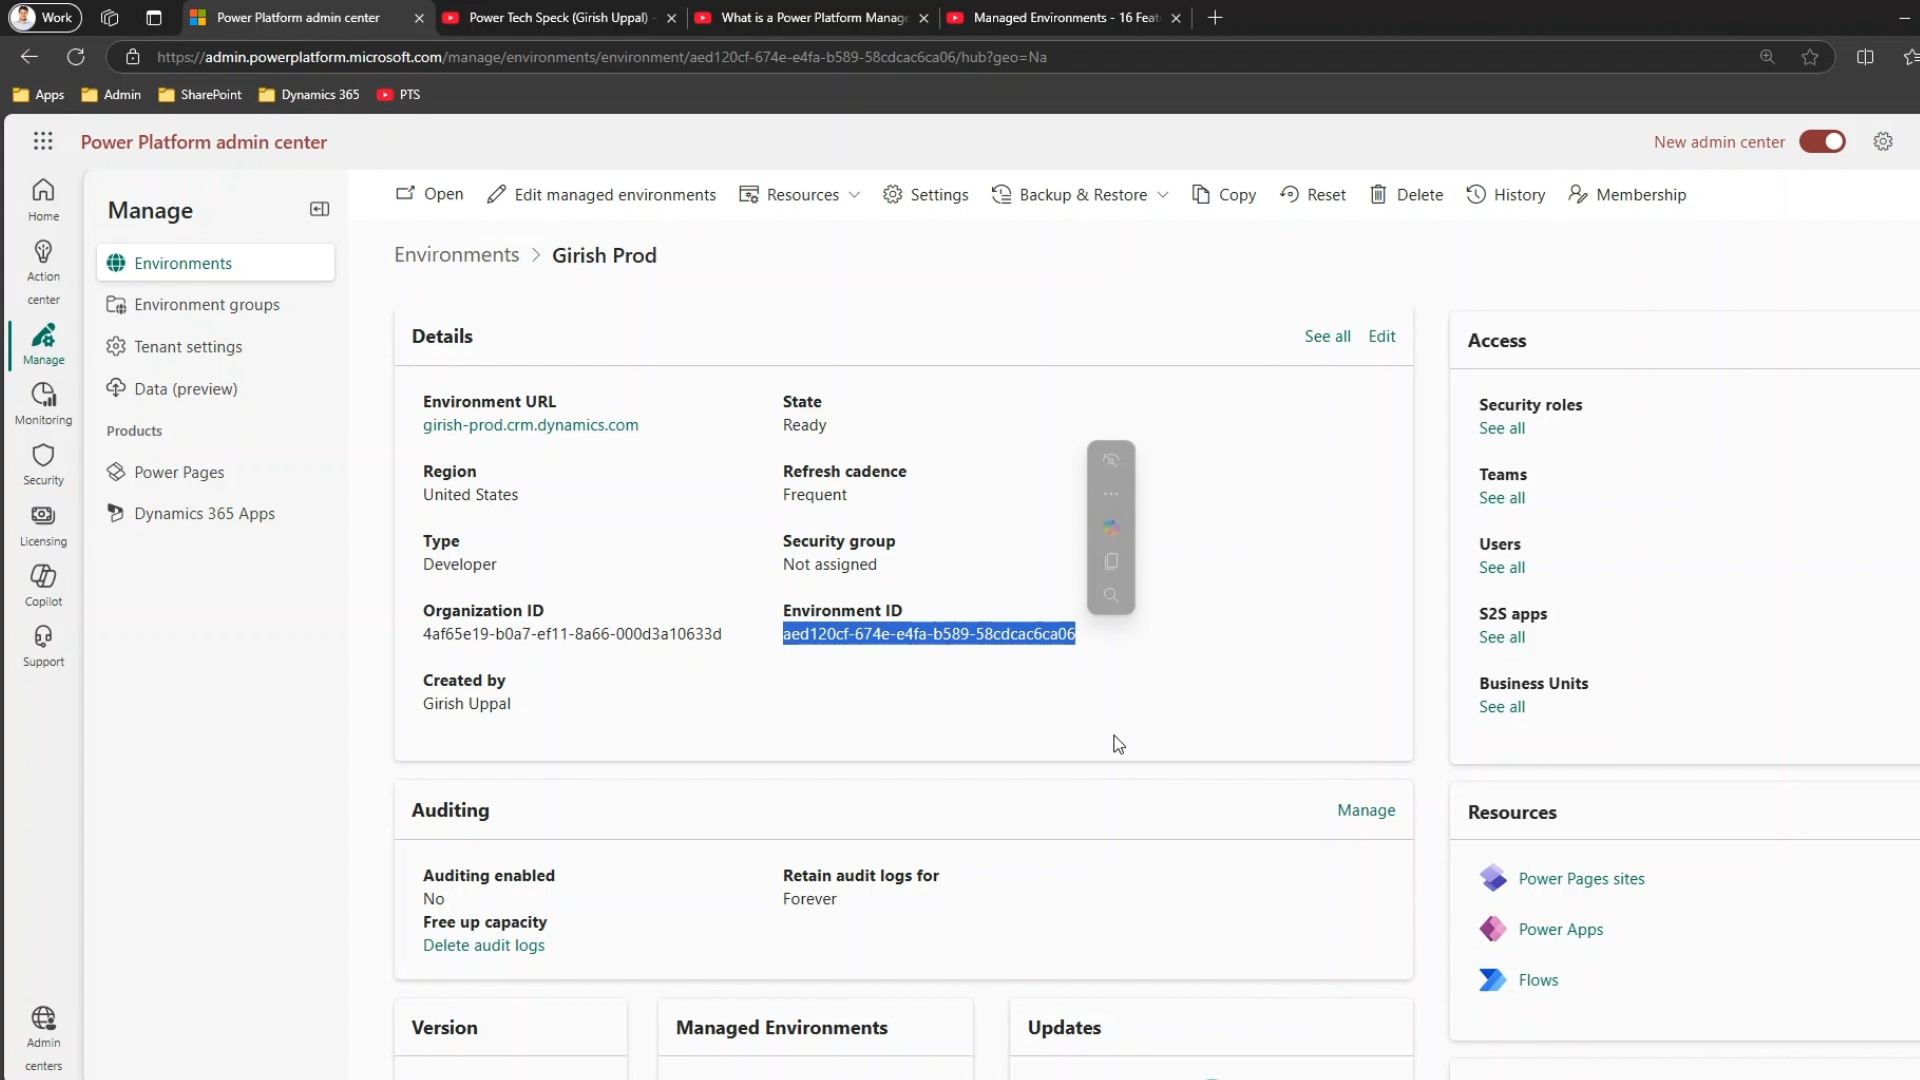 Work
Power Platform admin center
Power Tech Speck (Girish Uppal) -
What is a Power Platform Manage
Managed Environments - 16 Feat
https://admin.powerplatform.microsoft.com/manage/environments/environment/aed120cf-674e-e4fa-b589-58cdcac6ca06/hub?geo=Na
Apps
Admin
SharePoint
Dynamics 365
PTS
Power Platform admin center
New admin center
Home
Action
center
Manage
Monitoring
Security
Licensing
Copilot
Support
Admin
centers
Manage
Environments
Environment groups
Tenant settings
Data (preview)
Products
Power Pages
Dynamics 365 Apps
Open
Edit managed environments
Resources
Settings
Backup & Restore
Copy
Reset
Delete
History
Membership
Environments > Girish Prod
Details
See all
Edit
Environment URL
girish-prod.crm.dynamics.com
State
Ready
Region
United States
Refresh cadence
Frequent
Type
Developer
Security group
Not assigned
Organization ID
4af65e19-b0a7-ef11-8a66-000d3a10633d
Environment ID
aed120cf-674e-e4fa-b589-58cdcac6ca06
Created by
Girish Uppal
Auditing
Manage
Auditing enabled
No
Retain audit logs for
Forever
Free up capacity
Delete audit logs
Version
Managed Environments
Updates
Access
Security roles
See all
Teams
See all
Users
See all
S2S apps
See all
Business Units
See all
Resources
Power Pages sites
Power Apps
Flows